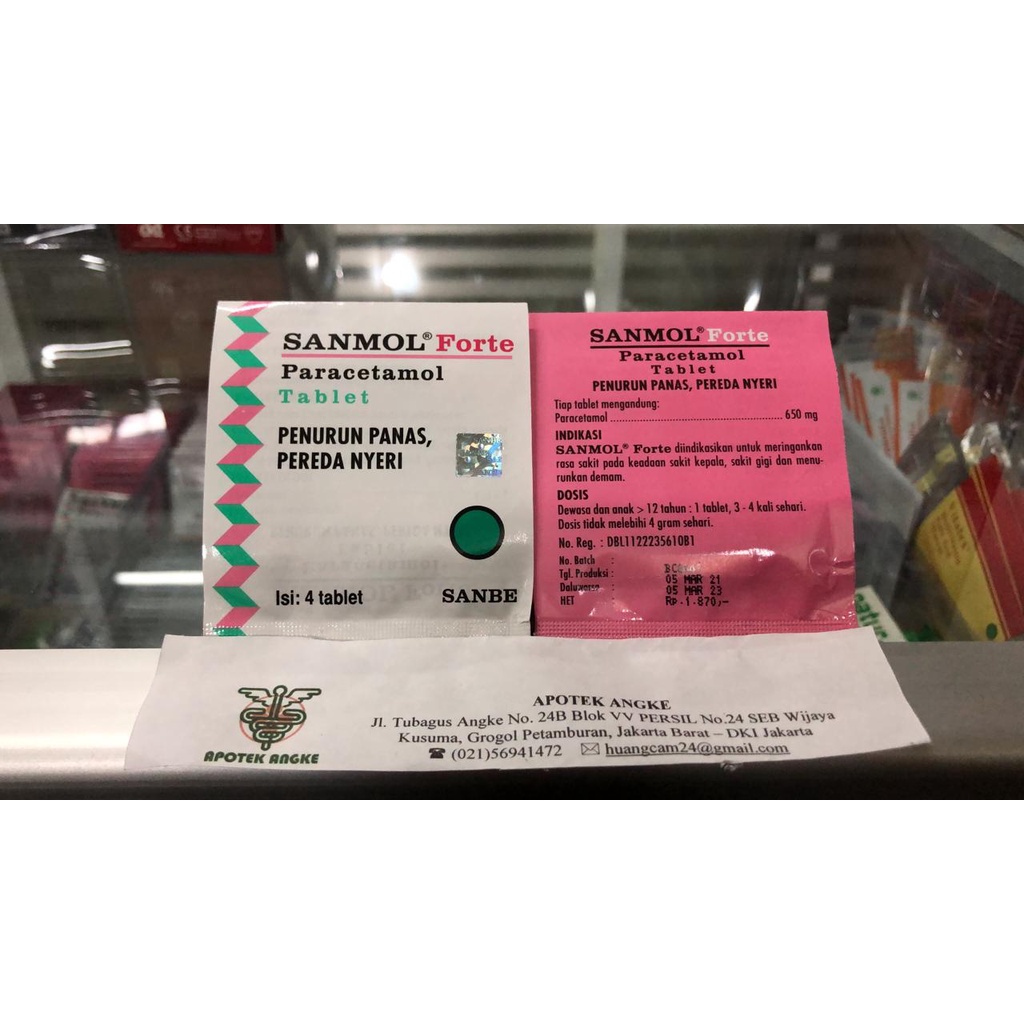 SANMOL® Forte
Paracetamol
Tablet
PENURUN PANAS,
PEREDA NYERI
Isi: 4 tablet
SANBE
SANMOL® Forte
Paracetamol
Tablet
PENURUN PANAS, PEREDA NYERI
Tiap tablet mengandung:
Paracetamol ........................................ 650 mg
INDIKASI
SANMOL® Forte diindikasikan untuk meringankan
rasa sakit pada keadaan sakit kepala, sakit gigi dan menu-
runkan demam.
DOSIS
Dewasa dan anak > 12 tahun : 1 tablet, 3 - 4 kali sehari.
Dosis tidak melebihi 4 gram sehari.
No. Reg. : DBL1122235610B1
No. Batch :
Tgl. Produksi : 05 MAR 21
Daluwarsa : 05 MAR 23
HET : Rp.1.870,-
APOTEK ANGKE
APOTEK ANGKE
Jl. Tubagus Angke No. 24B Blok VV PERSIL No.24 SEB Wijaya
Kusuma, Grogol Petamburan, Jakarta Barat – DKI Jakarta
☎ (021)56941472 ✉ huangcam24@gmail.com